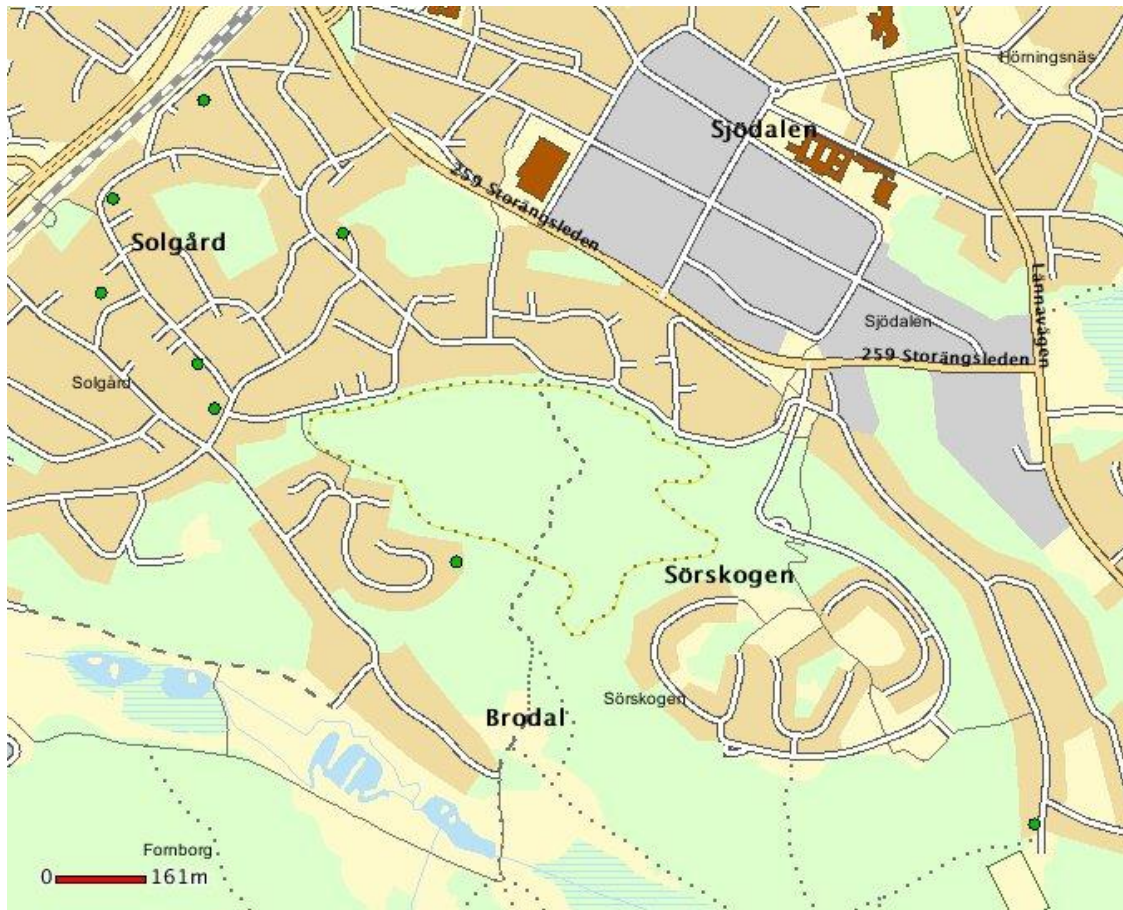 Hörningsnäs
Sjödalen
259 Storängsleden
Solgård
Lännavägen
Sjödalen
259 Storängsleden
Solgård
Sörskogen
Sörskogen
Brodal
Fornborg
0 161m